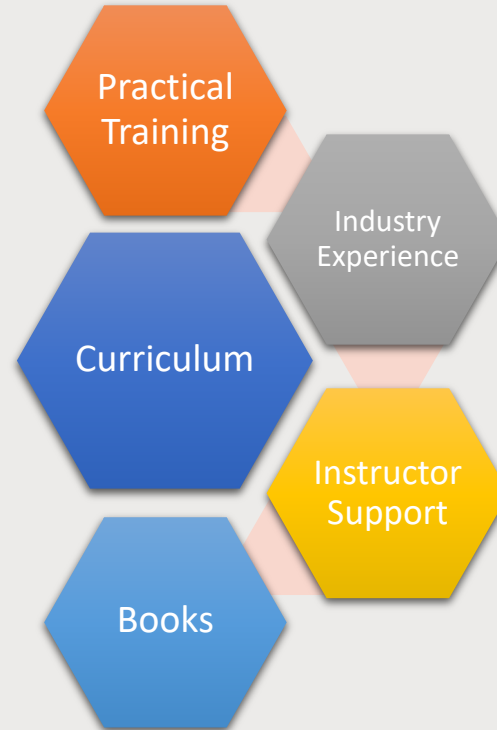 Practical
Training
Industry
Experience
Curriculum
Instructor
Support
Books